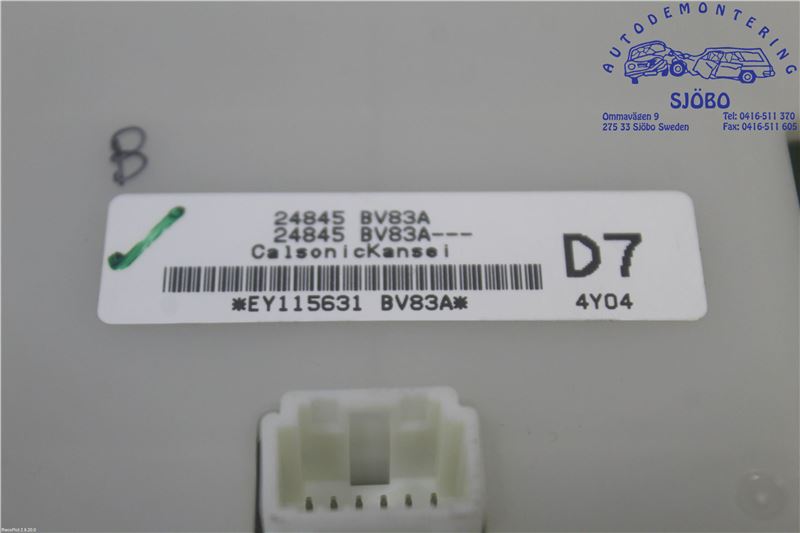 AUTODEMONTERING
SJÖBO
Ommavägen 9 Tel: 0416-511 370
275 33 Sjöbo Sweden Fax: 0416-511 605
B
24845 BV83A
24845 BV83A---
CalsonicKansei
D7
*EY115631 BV83A*
4Y04